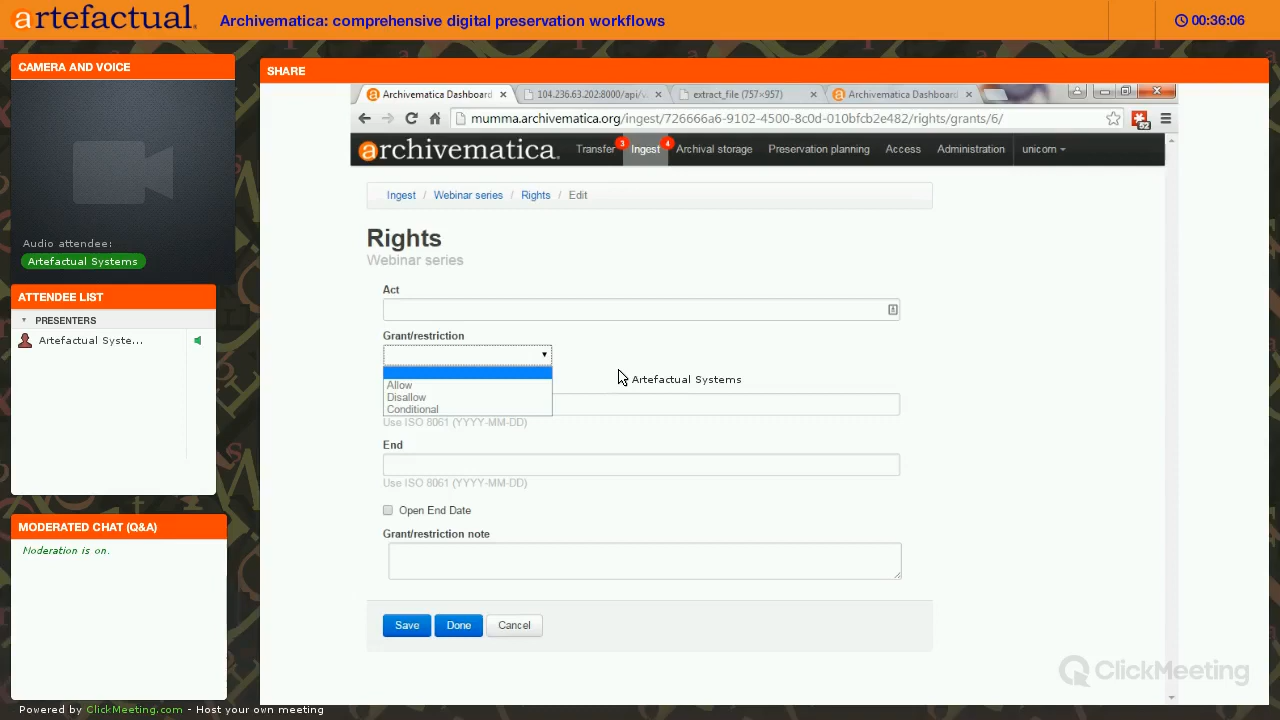 artefactual
Archivematica: comprehensive digital preservation workflows
00:36:06
CAMERA AND VOICE
Audio attendee:
Artefactual Systems
ATTENDEE LIST
PRESENTERS
Artefactual Syste...
MODERATED CHAT (Q&A)
Moderation is on.
SHARE
Archivematica Dashboard
104.236.63.202:8000/api/v
extract_file (757×957)
Archivematica Dashboard
mumma.archivematica.org/ingest/726666a6-9102-4500-8c0d-010bfcb2e482/rights/grants/6/
52
archivematica
Transfer 3
Ingest 4
Archival storage
Preservation planning
Access
Administration
unicorn
Ingest / Webinar series / Rights / Edit
Rights
Webinar series
Act
Grant/restriction
Allow
Disallow
Conditional
Artefactual Systems
Use ISO 8061 (YYYY-MM-DD)
End
Use ISO 8061 (YYYY-MM-DD)
Open End Date
Grant/restriction note
Save
Done
Cancel
ClickMeeting
Powered by ClickMeeting.com - Host your own meeting